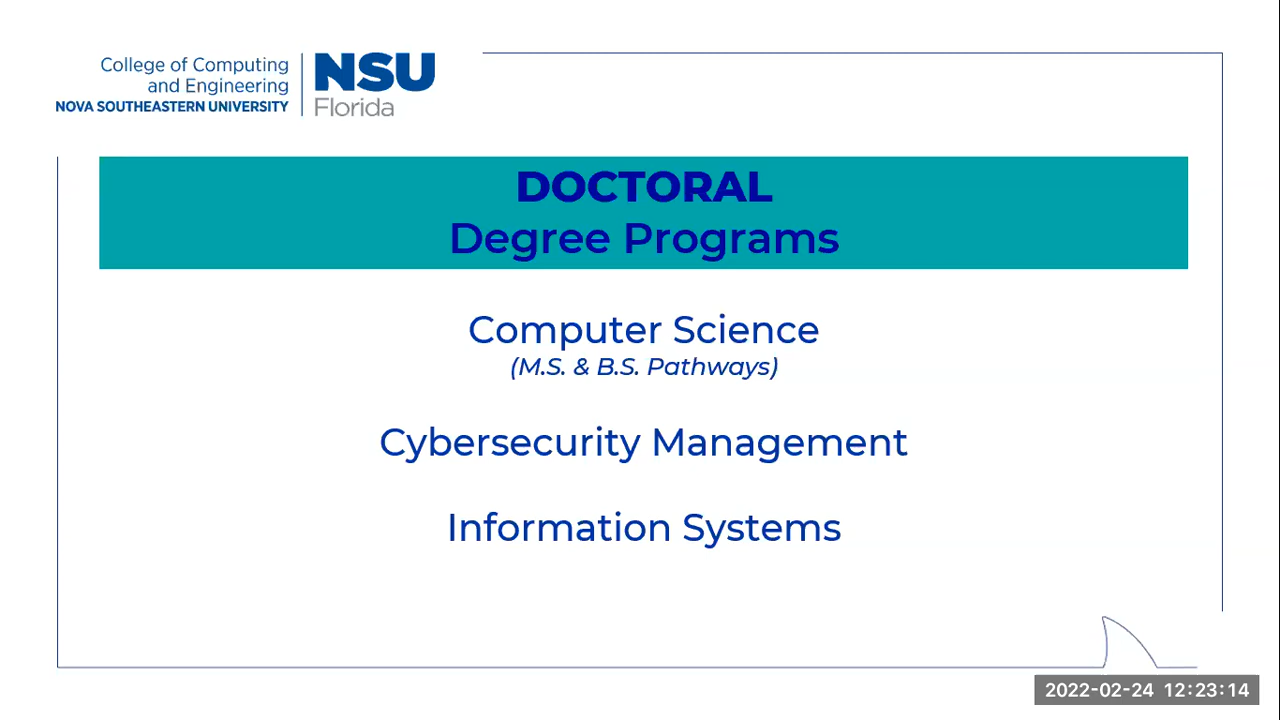 College of Computing
and Engineering
NOVA SOUTHEASTERN UNIVERSITY
NSU
Florida
DOCTORAL
Degree Programs
Computer Science
(M.S. & B.S. Pathways)
Cybersecurity Management
Information Systems
2022-02-24 12:23:14